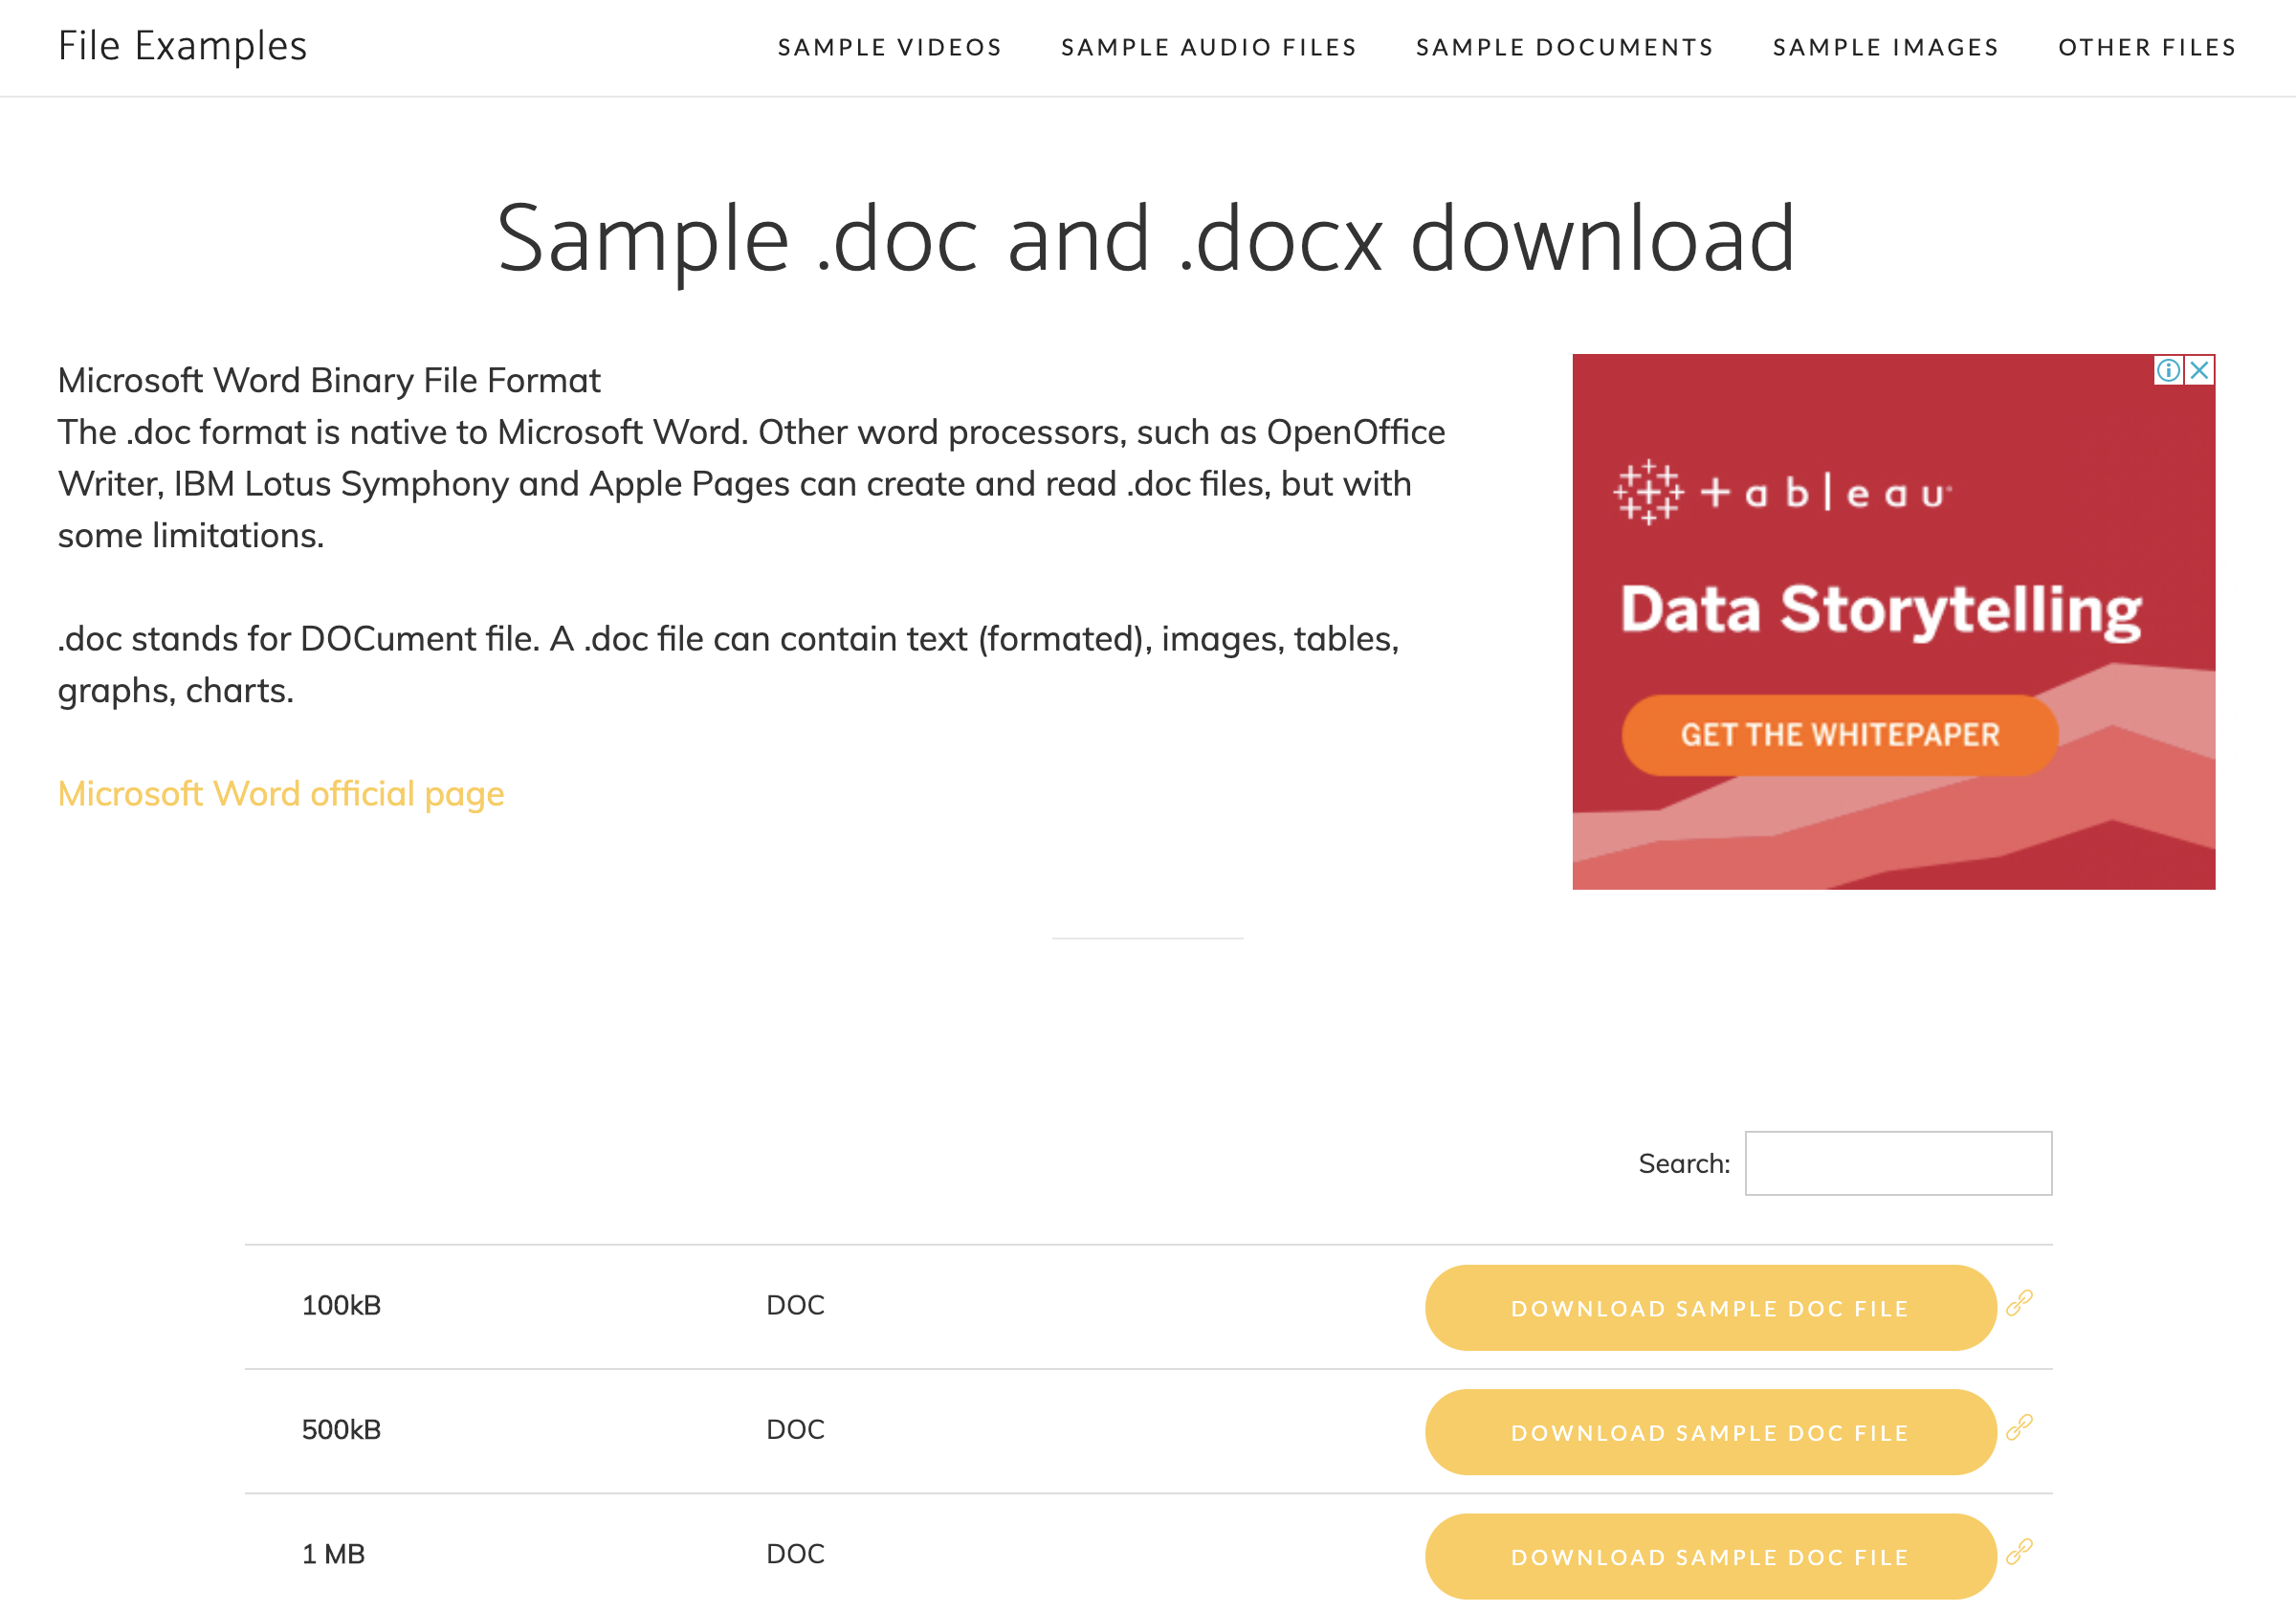 File Examples
SAMPLE VIDEOS SAMPLE AUDIO FILES SAMPLE DOCUMENTS SAMPLE IMAGES OTHER FILES
Sample .doc and .docx download
Microsoft Word Binary File Format
The .doc format is native to Microsoft Word. Other word processors, such as OpenOffice
Writer, IBM Lotus Symphony and Apple Pages can create and read .doc files, but with
some limitations.
.doc stands for DOCument file. A .doc file can contain text (formated), images, tables,
graphs, charts.
Microsoft Word official page
+ableau
Data Storytelling
GET THE WHITEPAPER
Search:
100kB DOC DOWNLOAD SAMPLE DOC FILE
500kB DOC DOWNLOAD SAMPLE DOC FILE
1 MB DOC DOWNLOAD SAMPLE DOC FILE